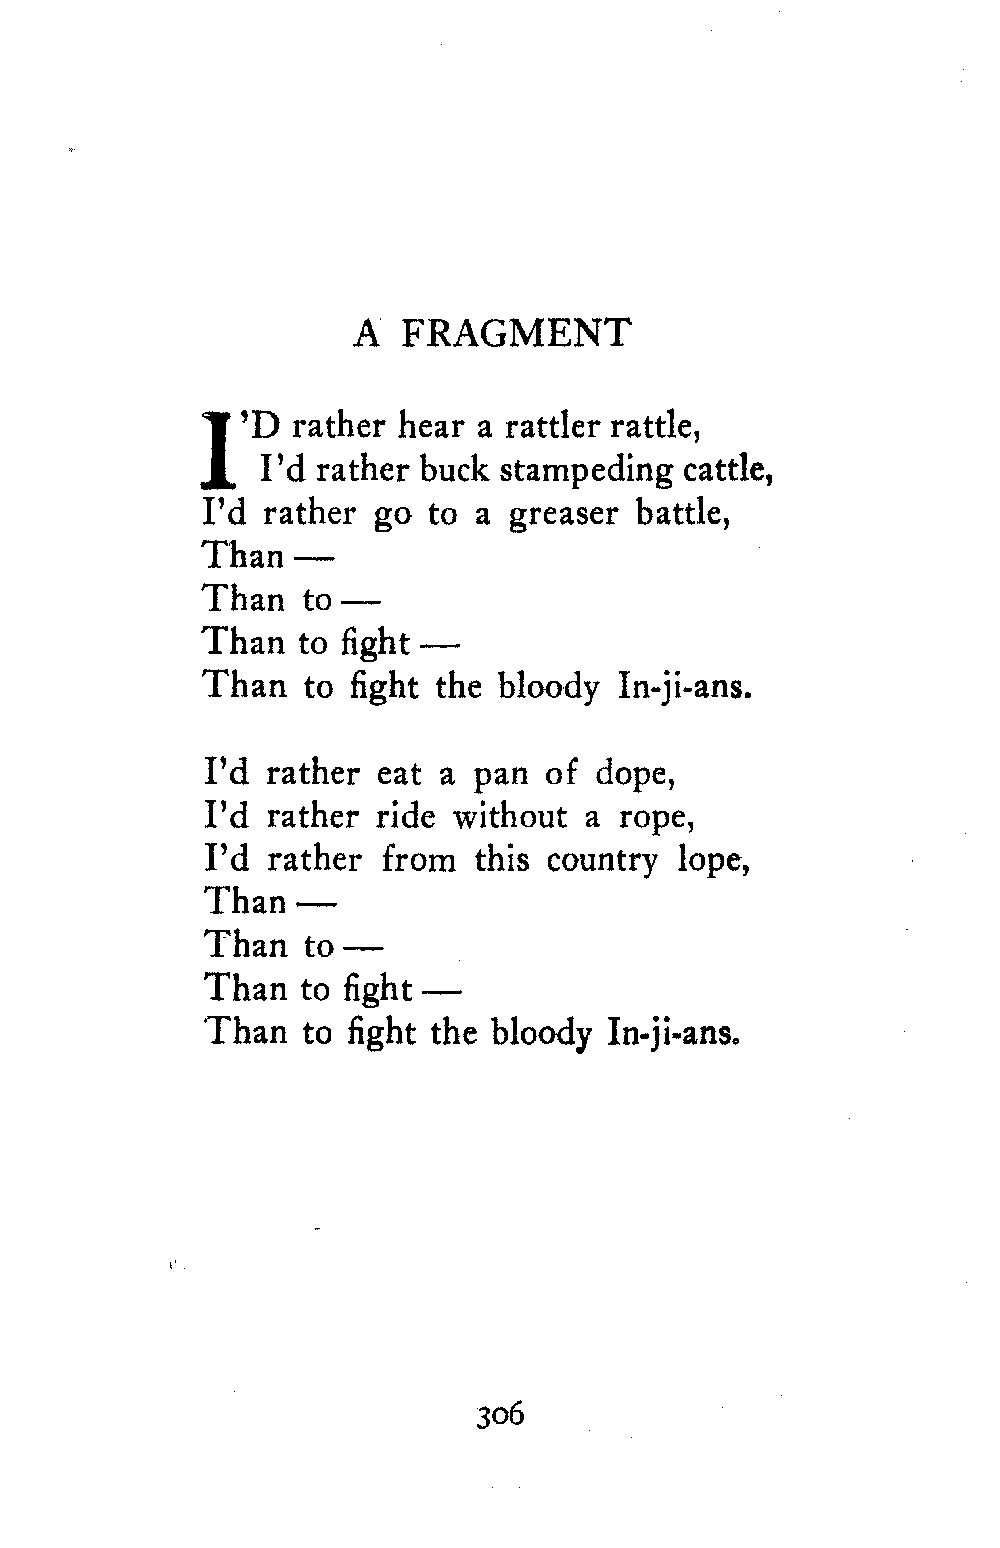 A FRAGMENT
I'D rather hear a rattler rattle,
I'd rather buck stampeding cattle,
I'd rather go to a greaser battle,
Than —
Than to —
Than to fight —
Than to fight the bloody In-ji-ans.
I'd rather eat a pan of dope,
I'd rather ride without a rope,
I'd rather from this country lope,
Than —
Than to —
Than to fight —
Than to fight the bloody In-ji-ans.
306